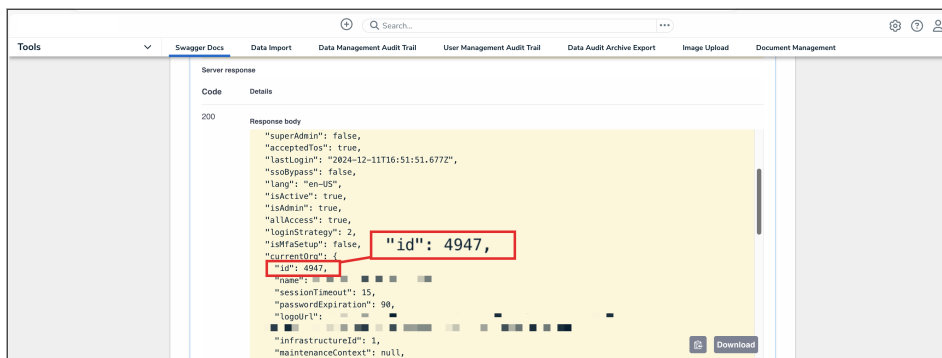 Search...
Tools
Swagger Docs Data Import Data Management Audit Trail User Management Audit Trail Data Audit Archive Export Image Upload Document Management
Server response
Code Details
200
Response body
"superAdmin": false,
"acceptedTos": true,
"lastLogin": "2024-12-11T16:51:51.677Z",
"ssoBypass": false,
"lang": "en-US",
"isActive": true,
"isAdmin": true,
"allAccess": true,
"loginStrategy": 2,
"isMfaSetup": false,
"id": 4947,
"currentOrg": {
"id": 4947,
"name":
"sessionTimeout": 15,
"passwordExpiration": 90,
"logoUrl":
"infrastructureId": 1,
"maintenanceContext": null,
Download